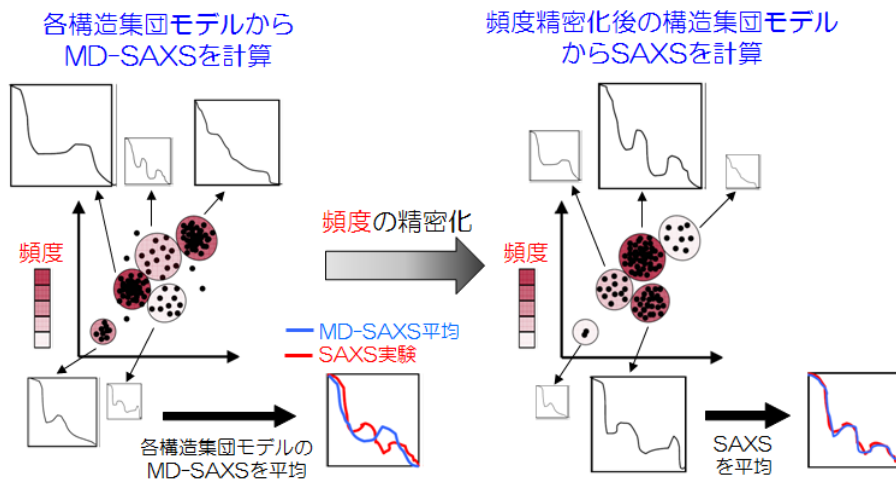 各構造集団モデルから
MD-SAXSを計算
頻度精密化後の構造集団モデル
からSAXSを計算
頻度の精密化
頻度
頻度
MD-SAXS平均
SAXS実験
各構造集団モデルの
MD-SAXSを平均
SAXS
を平均